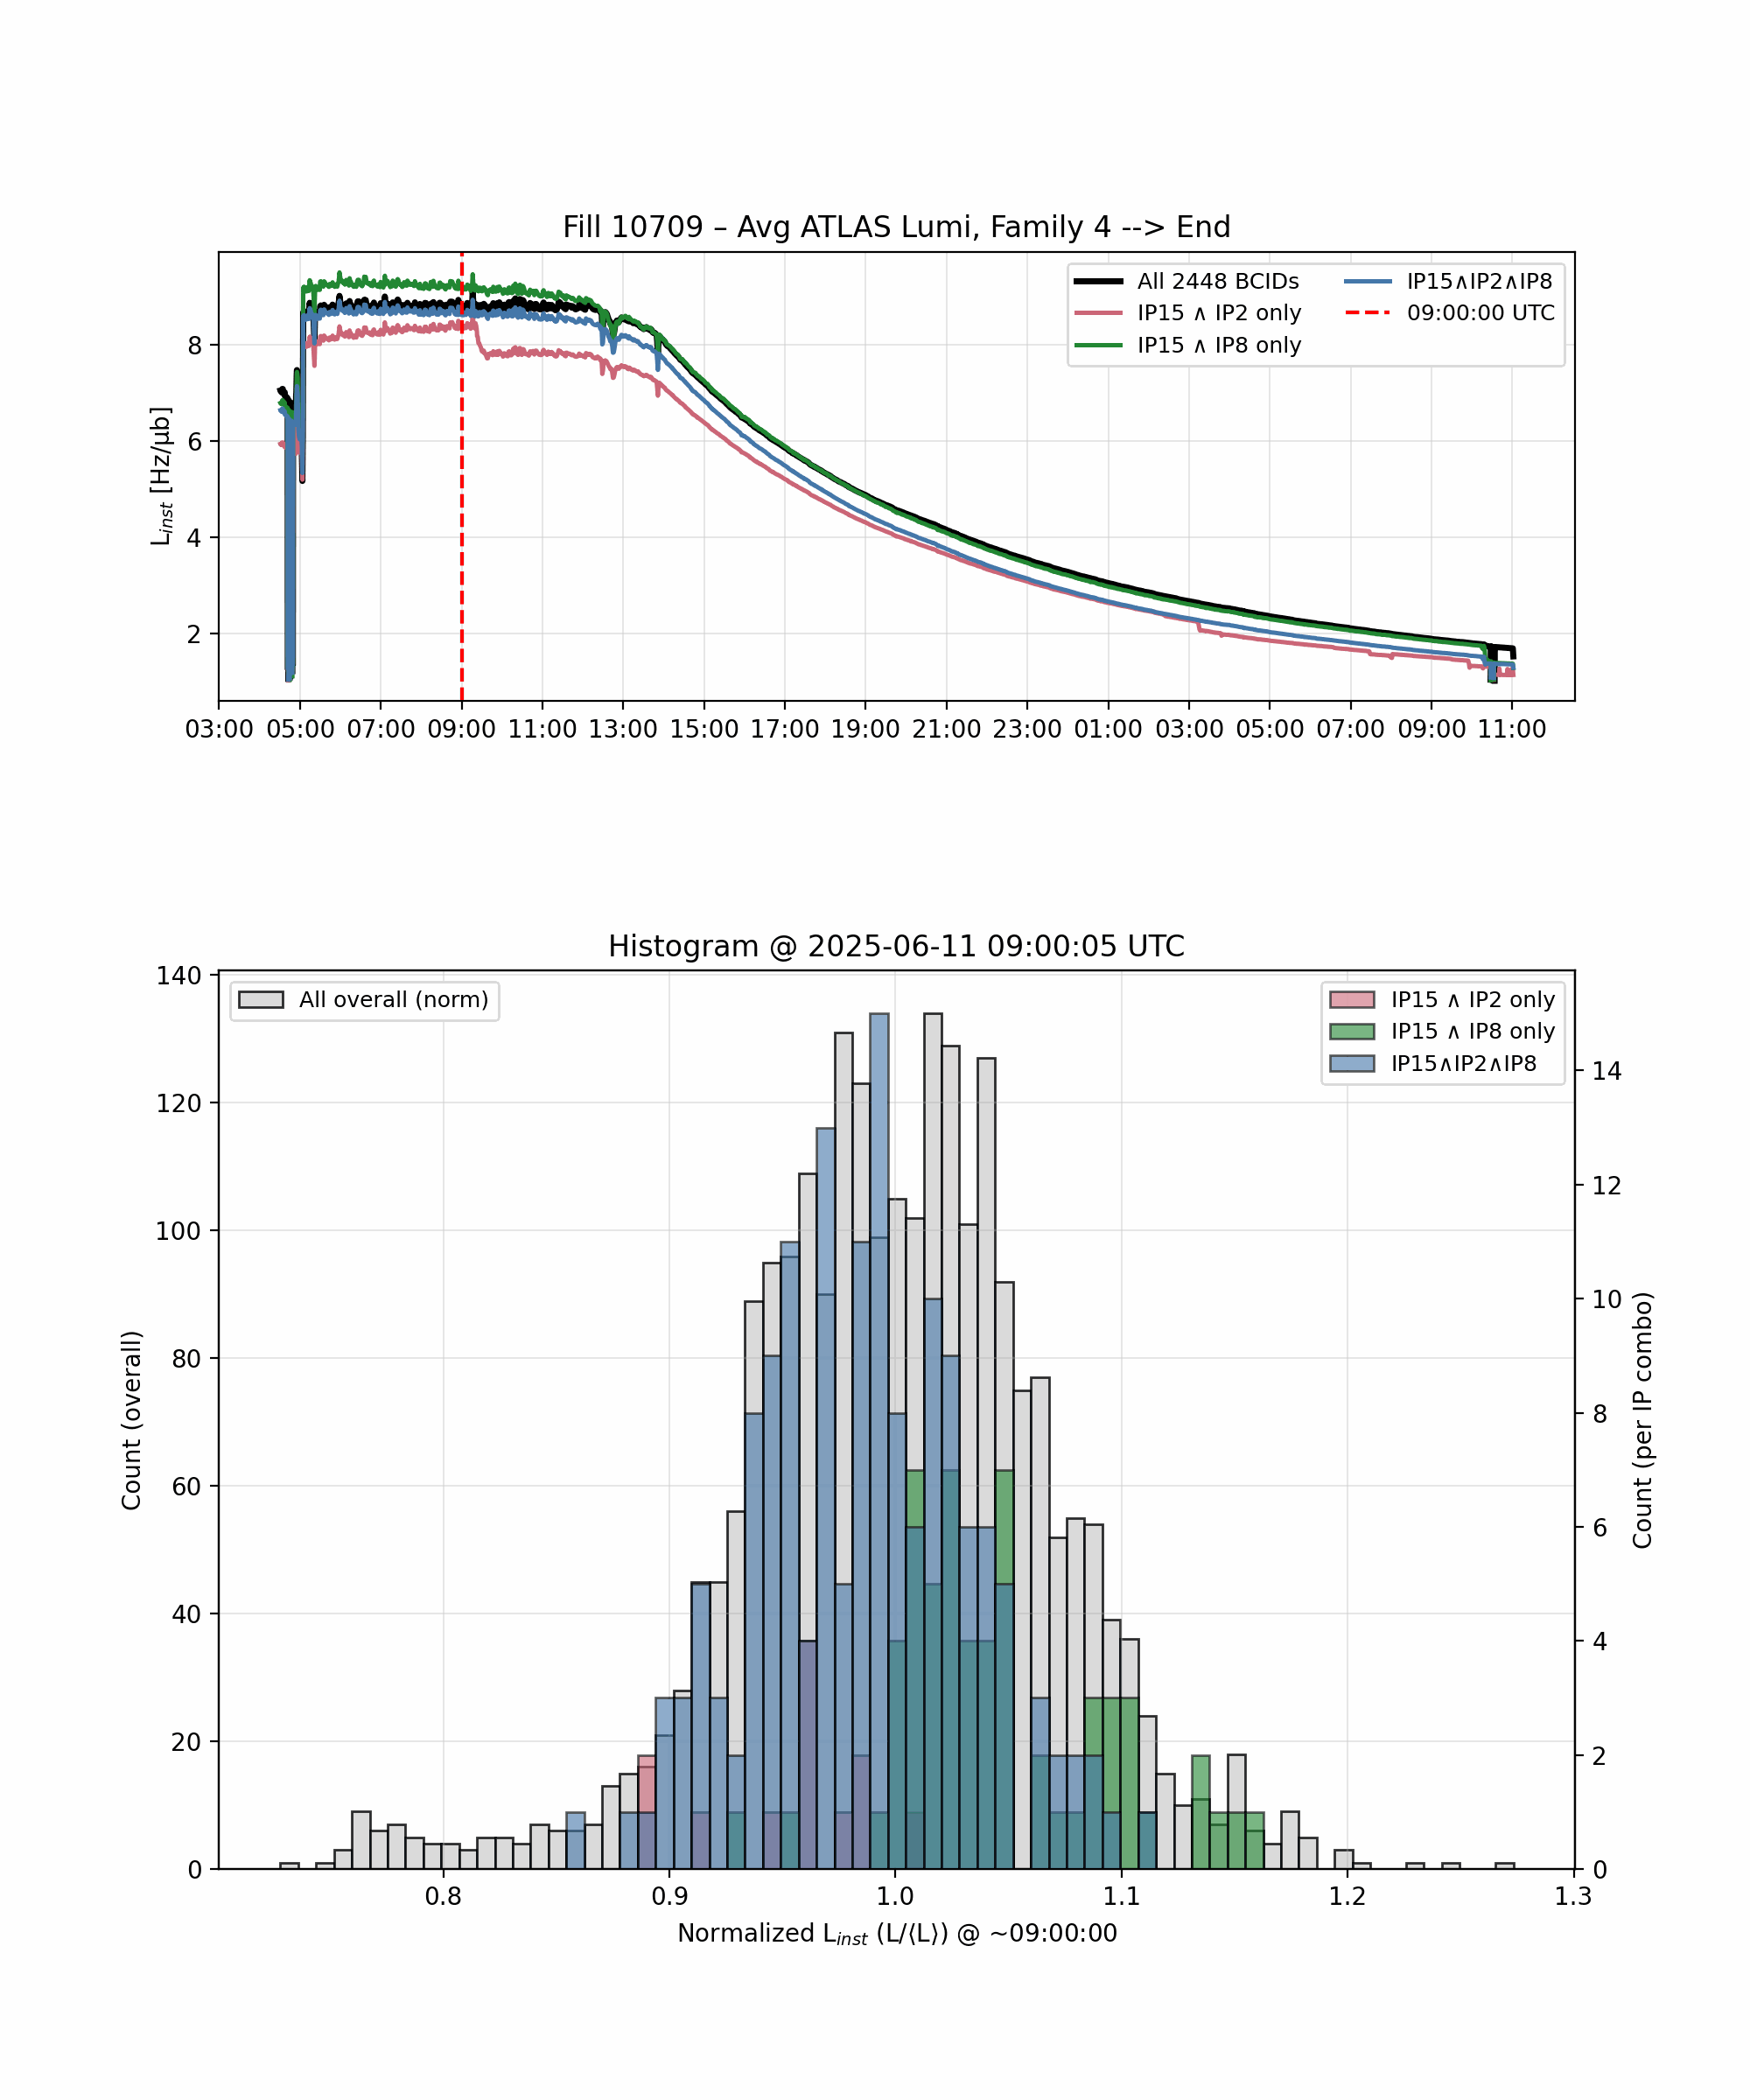 Fill 10709 – Avg ATLAS Lumi, Family 4 --> End
All 2448 BCIDs
IP15 ∧ IP2 only
IP15 ∧ IP8 only
IP15∧IP2∧IP8
09:00:00 UTC
L_inst [Hz/μb]
8
6
4
2
03:00 05:00 07:00 09:00 11:00 13:00 15:00 17:00 19:00 21:00 23:00 01:00 03:00 05:00 07:00 09:00 11:00
Histogram @ 2025-06-11 09:00:05 UTC
All overall (norm)
IP15 ∧ IP2 only
IP15 ∧ IP8 only
IP15∧IP2∧IP8
Count (overall)
140
120
100
80
60
40
20
0
Count (per IP combo)
14
12
10
8
6
4
2
0
0.8 0.9 1.0 1.1 1.2 1.3
Normalized L_inst (L/⟨L⟩) @ ~09:00:00